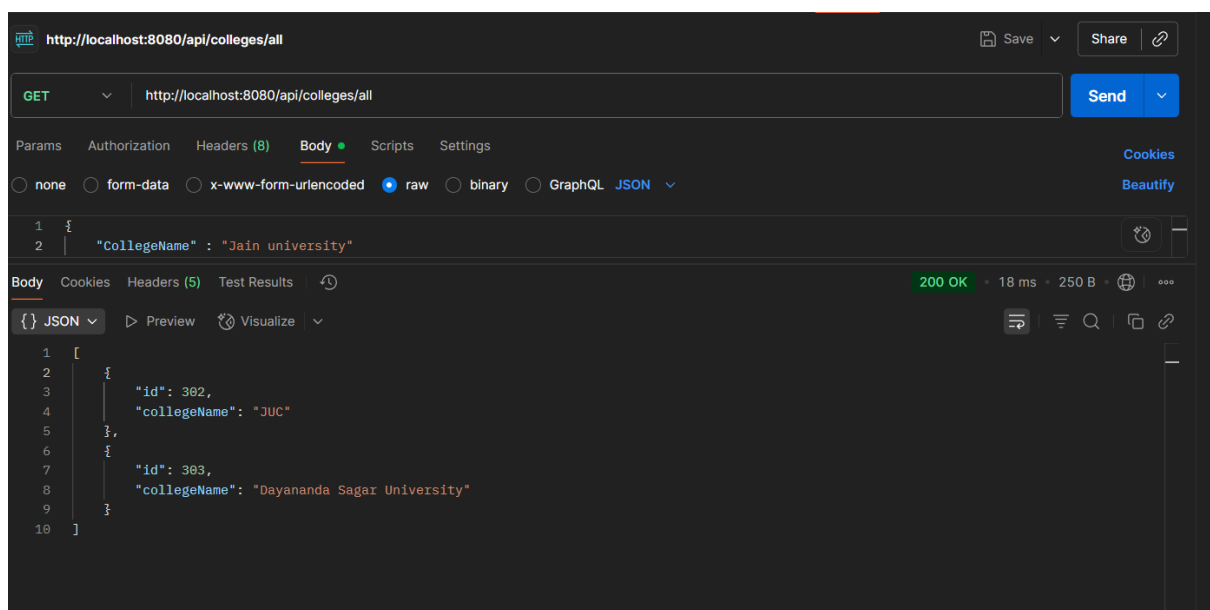 HTTP http://localhost:8080/api/colleges/all Save Share
GET http://localhost:8080/api/colleges/all Send
Params Authorization Headers (8) Body Scripts Settings Cookies
none form-data x-www-form-urlencoded raw binary GraphQL JSON Beautify
1 {
2 "CollegeName" : "Jain university"
Body Cookies Headers (5) Test Results 200 OK 18 ms 250 B
{} JSON Preview Visualize
1 [
2 {
3 "id": 302,
4 "collegeName": "JUC"
5 },
6 {
7 "id": 303,
8 "collegeName": "Dayananda Sagar University"
9 }
10 ]